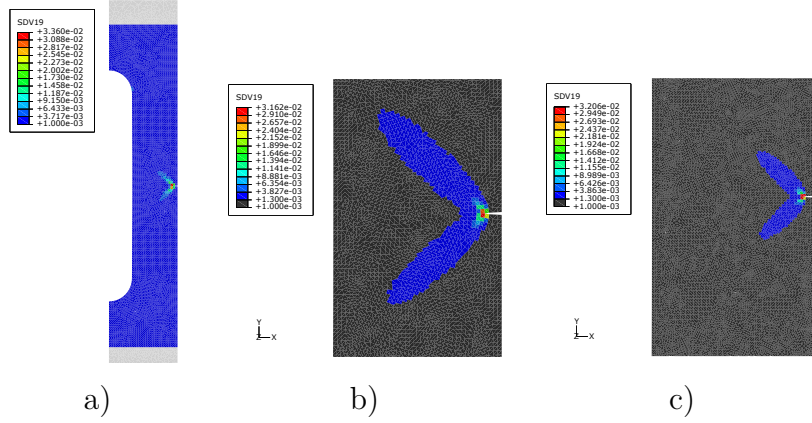 SDV19
+3.360e-02
+3.088e-02
+2.817e-02
+2.545e-02
+2.273e-02
+2.002e-02
+1.730e-02
+1.458e-02
+1.187e-02
+9.150e-03
+6.433e-03
+3.717e-03
+1.000e-03
a)
SDV19
+3.162e-02
+2.910e-02
+2.657e-02
+2.404e-02
+2.152e-02
+1.899e-02
+1.646e-02
+1.394e-02
+1.141e-02
+8.881e-03
+6.354e-03
+3.827e-03
+1.300e-03
+1.000e-03
Y
Z X
b)
SDV19
+3.206e-02
+2.949e-02
+2.693e-02
+2.437e-02
+2.181e-02
+1.924e-02
+1.668e-02
+1.412e-02
+1.155e-02
+8.989e-03
+6.426e-03
+3.863e-03
+1.300e-03
+1.000e-03
Y
Z X
c)